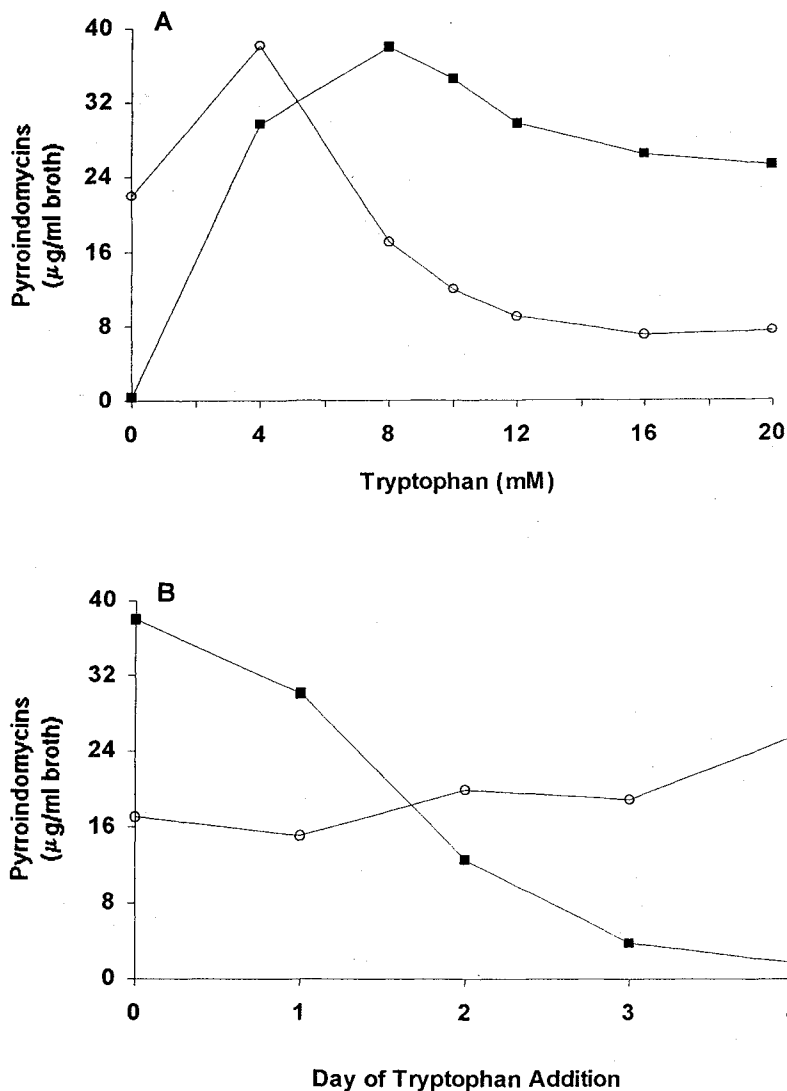 A
40
32
24
16
8
0
Pyrroindomycins
(µg/ml broth)
0 4 8 12 16 20
Tryptophan (mM)
B
40
32
24
16
8
0
Pyrroindomycins
(µg/ml broth)
0 1 2 3
Day of Tryptophan Addition